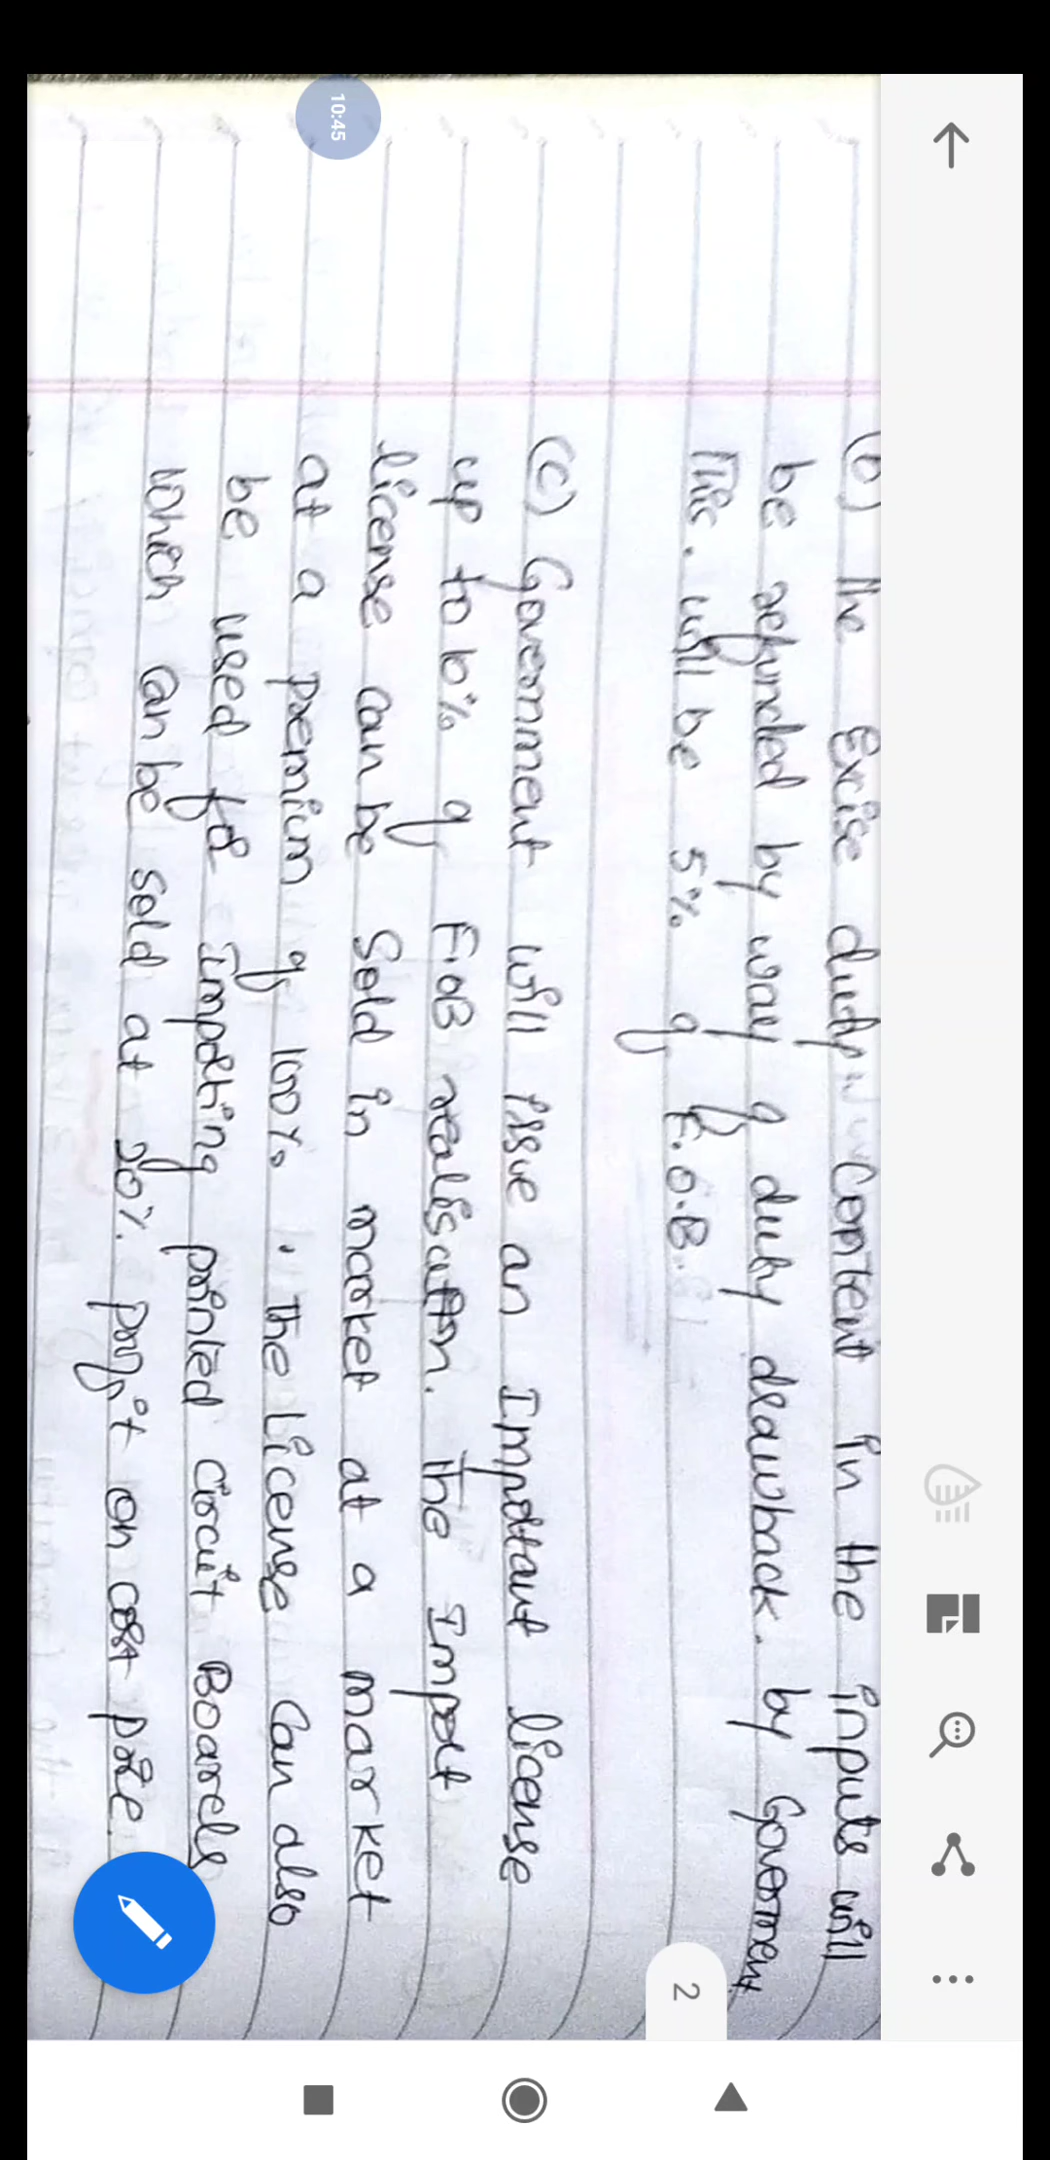 (b) The Excise duty content in the inputs will
be refunded by way of duty drawback. by Government
This. will be 5% of F.O.B.
(c) Government will issue an Important license
up to 10% of F.O.B realisation. The Import
license can be sold in market at a market
at a premium of 100%. The License can also
be used for Importing printed circuit Boards
which can be sold at 20% profit on cost price.
10:45
2